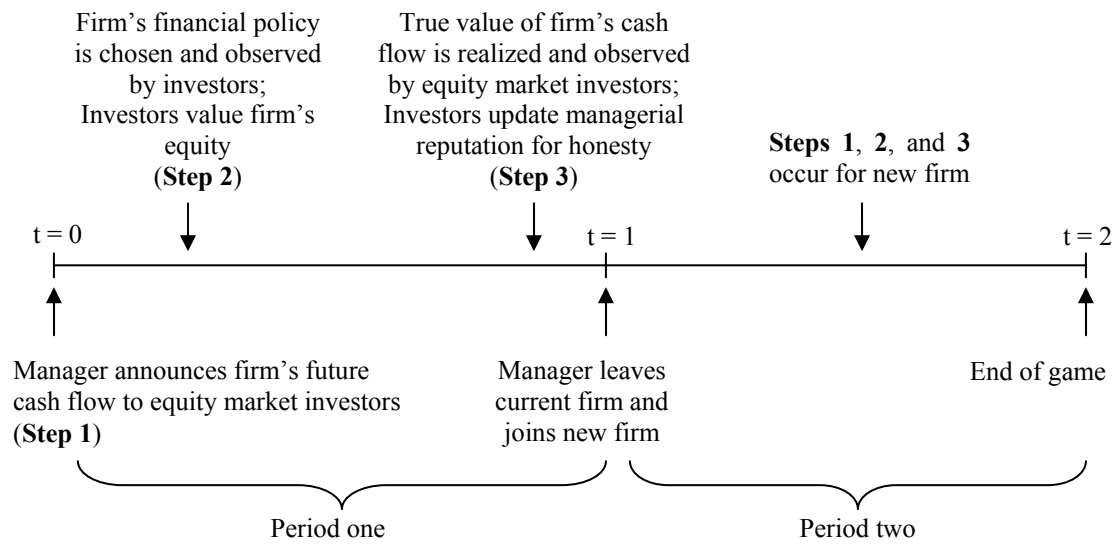 Firm’s financial policy
is chosen and observed
by investors;
Investors value firm’s
equity
(Step 2)
True value of firm’s cash
flow is realized and observed
by equity market investors;
Investors update managerial
reputation for honesty
(Step 3)
Steps 1, 2, and 3
occur for new firm
t = 0
t = 1
t = 2
Manager announces firm’s future
cash flow to equity market investors
(Step 1)
Manager leaves
current firm and
joins new firm
End of game
Period one
Period two